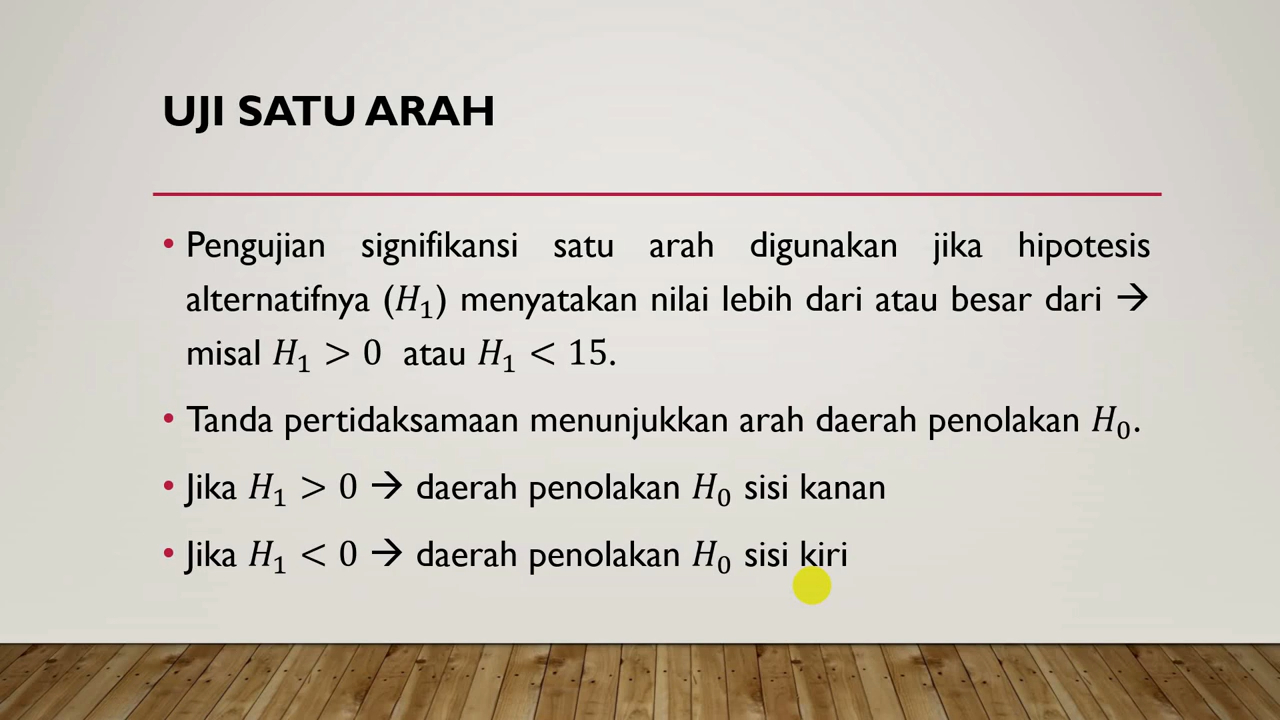 UJI SATU ARAH
• Pengujian signifikansi satu arah digunakan jika hipotesis
alternatifnya (H₁) menyatakan nilai lebih dari atau besar dari →
misal H₁ > 0 atau H₁ < 15.
• Tanda pertidaksamaan menunjukkan arah daerah penolakan H₀.
• Jika H₁ > 0 → daerah penolakan H₀ sisi kanan
• Jika H₁ < 0 → daerah penolakan H₀ sisi kiri